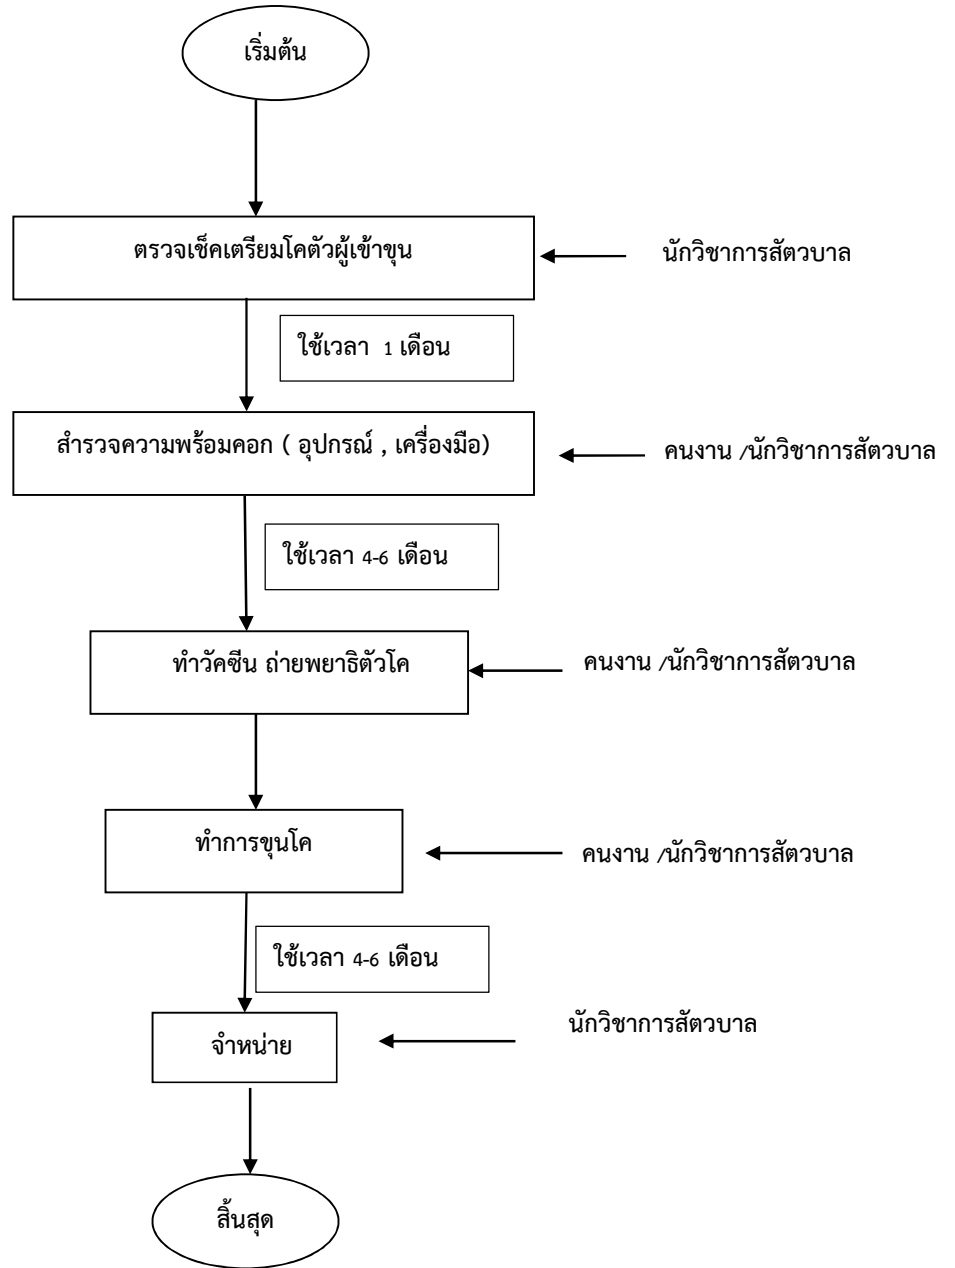 เริ่มต้น
ตรวจเช็คเตรียมโคตัวผู้เข้าขุน
นักวิชาการสัตวบาล
ใช้เวลา 1 เดือน
สำรวจความพร้อมคอก ( อุปกรณ์ , เครื่องมือ)
คนงาน /นักวิชาการสัตวบาล
ใช้เวลา 4-6 เดือน
ทำวัคซีน ถ่ายพยาธิตัวโค
คนงาน /นักวิชาการสัตวบาล
ทำการขุนโค
คนงาน /นักวิชาการสัตวบาล
ใช้เวลา 4-6 เดือน
จำหน่าย
นักวิชาการสัตวบาล
สิ้นสุด